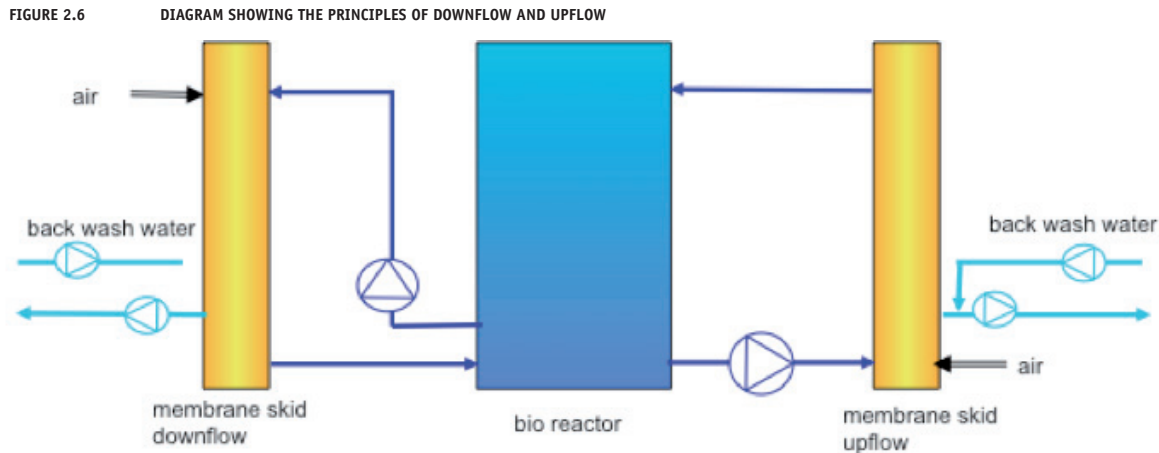 FIGURE 2.6 DIAGRAM SHOWING THE PRINCIPLES OF DOWNFLOW AND UPFLOW
air
back wash water
back wash water
air
membrane skid
downflow
bio reactor
membrane skid
upflow